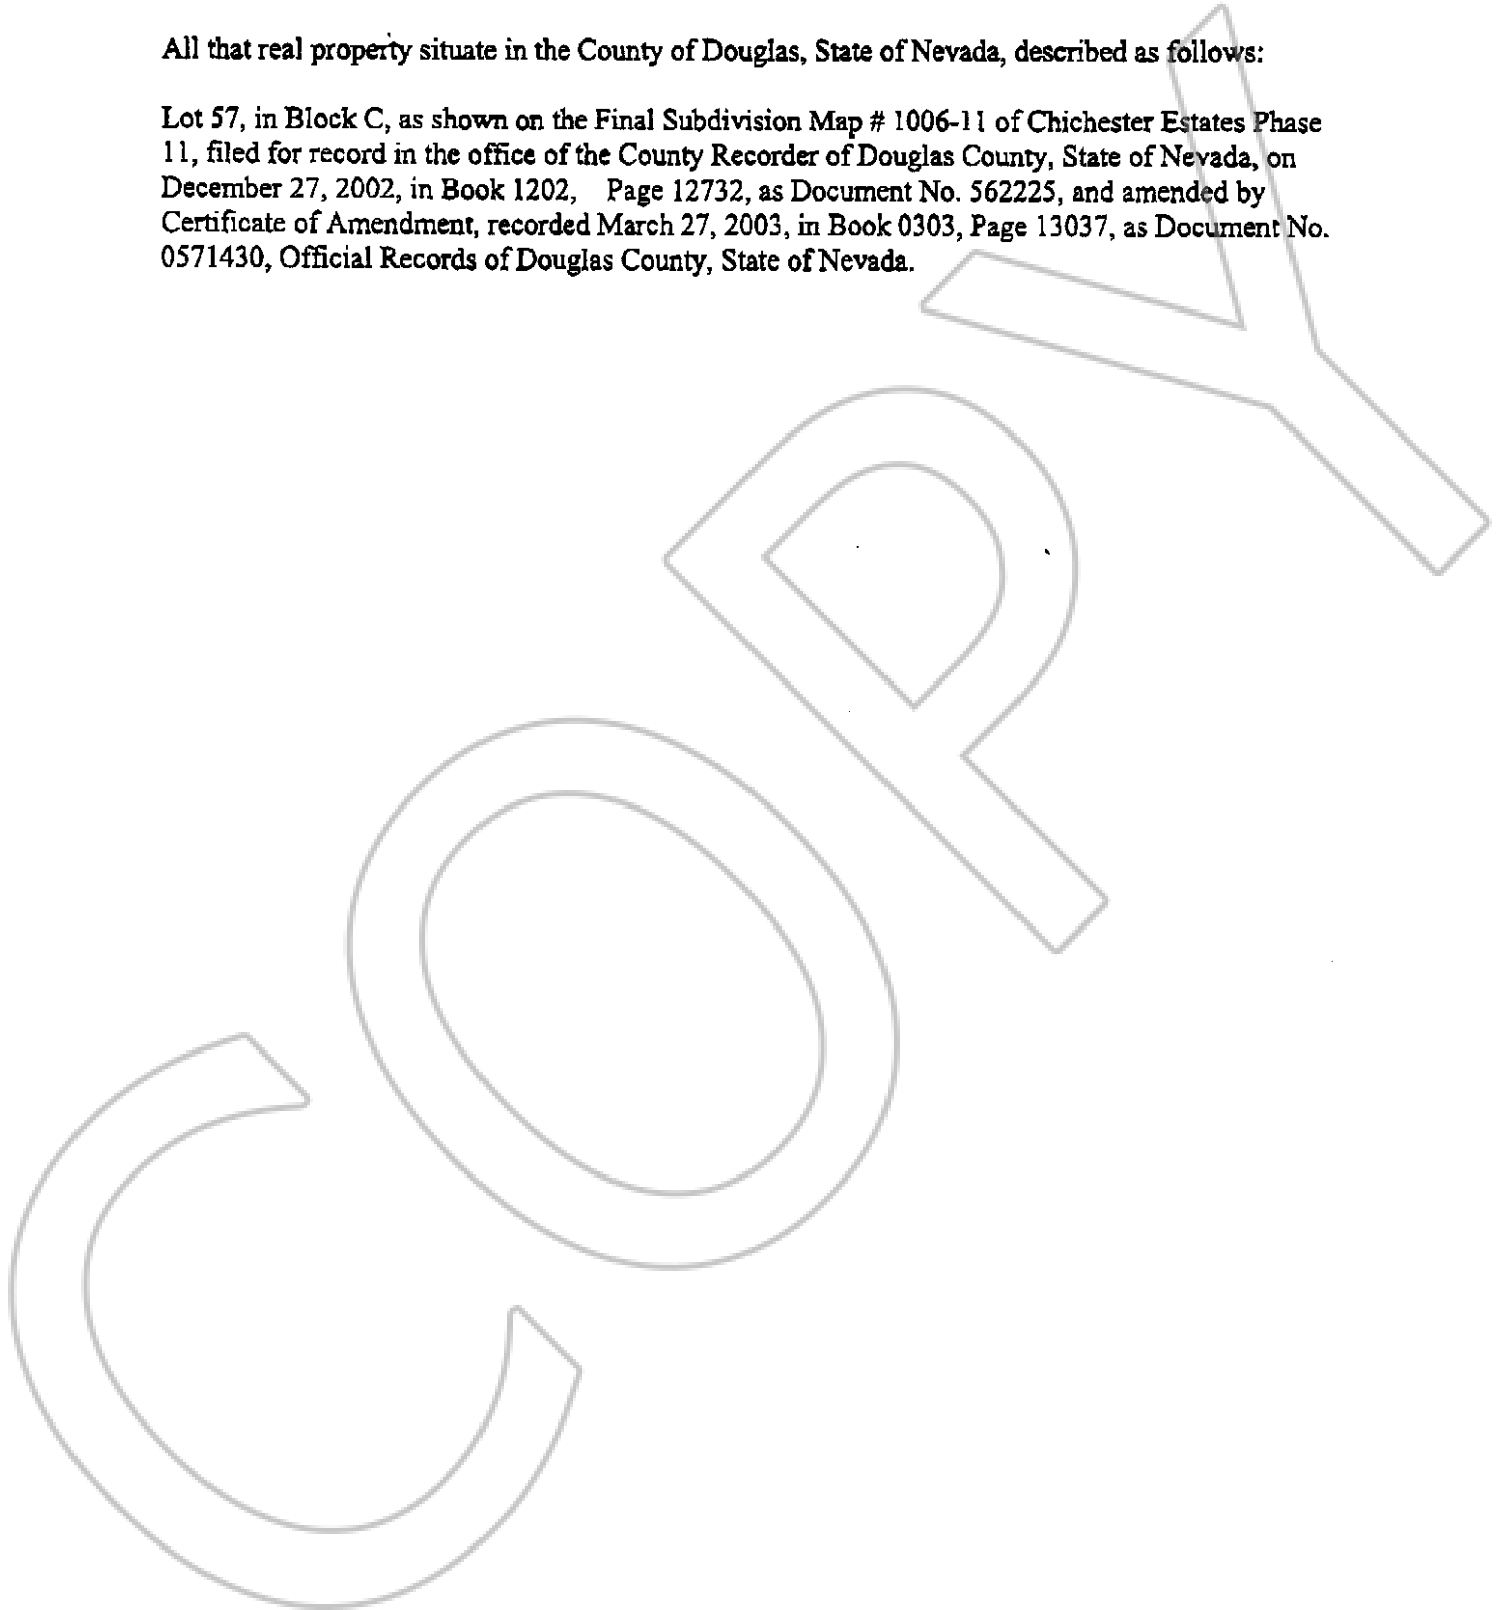 All that real property situate in the County of Douglas, State of Nevada, described as follows:
Lot 57, in Block C, as shown on the Final Subdivision Map # 1006-11 of Chichester Estates Phase
11, filed for record in the office of the County Recorder of Douglas County, State of Nevada, on
December 27, 2002, in Book 1202, Page 12732, as Document No. 562225, and amended by
Certificate of Amendment, recorded March 27, 2003, in Book 0303, Page 13037, as Document No.
0571430, Official Records of Douglas County, State of Nevada.
COPY